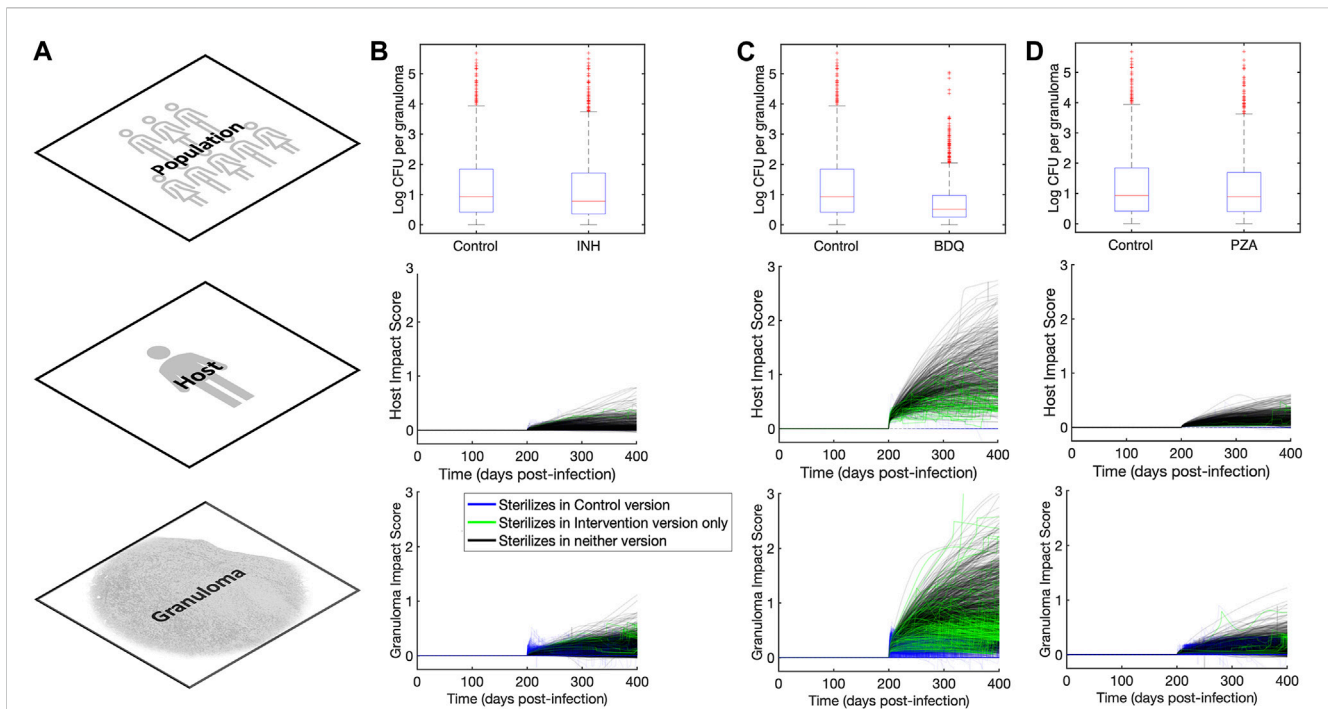 A
Population
Host
Granuloma
B
Log CFU per granuloma
5
4
3
2
1
0
Control
INH
Host Impact Score
3
2
1
0
0
100
200
300
400
Time (days post-infection)
Granuloma Impact Score
3
2
1
0
Sterilizes in Control version
Sterilizes in Intervention version only
Sterilizes in neither version
0
100
200
300
400
Time (days post-infection)
C
Log CFU per granuloma
5
4
3
2
1
0
Control
BDQ
Host Impact Score
3
2
1
0
0
100
200
300
400
Time (days post-infection)
Granuloma Impact Score
3
2
1
0
0
100
200
300
400
Time (days post-infection)
D
Log CFU per granuloma
5
4
3
2
1
0
Control
PZA
Host Impact Score
3
2
1
0
0
100
200
300
400
Time (days post-infection)
Granuloma Impact Score
3
2
1
0
0
100
200
300
400
Time (days post-infection)